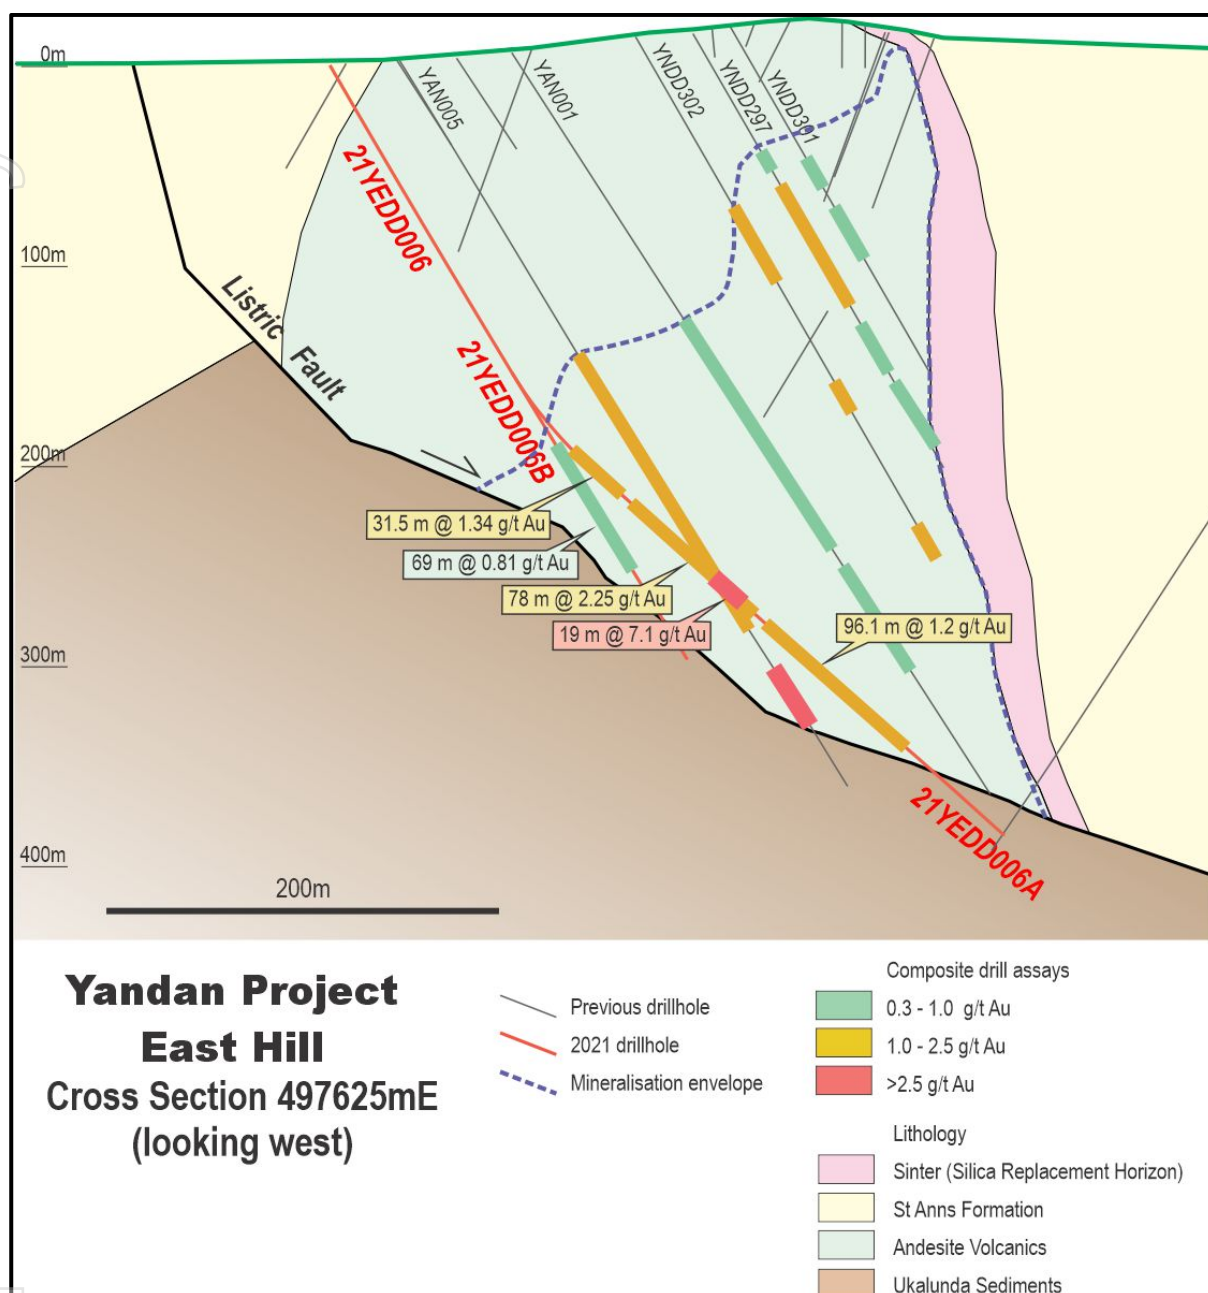 0m
100m
200m
300m
400m
YAN005
YAN001
YNDD302
YNDD297
YNDD301
21YEDD006
21YEDD006B
21YEDD006A
Listric Fault
31.5 m @ 1.34 g/t Au
69 m @ 0.81 g/t Au
78 m @ 2.25 g/t Au
19 m @ 7.1 g/t Au
96.1 m @ 1.2 g/t Au
200m
Yandan Project
East Hill
Cross Section 497625mE
(looking west)
Previous drillhole
2021 drillhole
Mineralisation envelope
Composite drill assays
0.3 - 1.0 g/t Au
1.0 - 2.5 g/t Au
>2.5 g/t Au
Lithology
Sinter (Silica Replacement Horizon)
St Anns Formation
Andesite Volcanics
Ukalunda Sediments